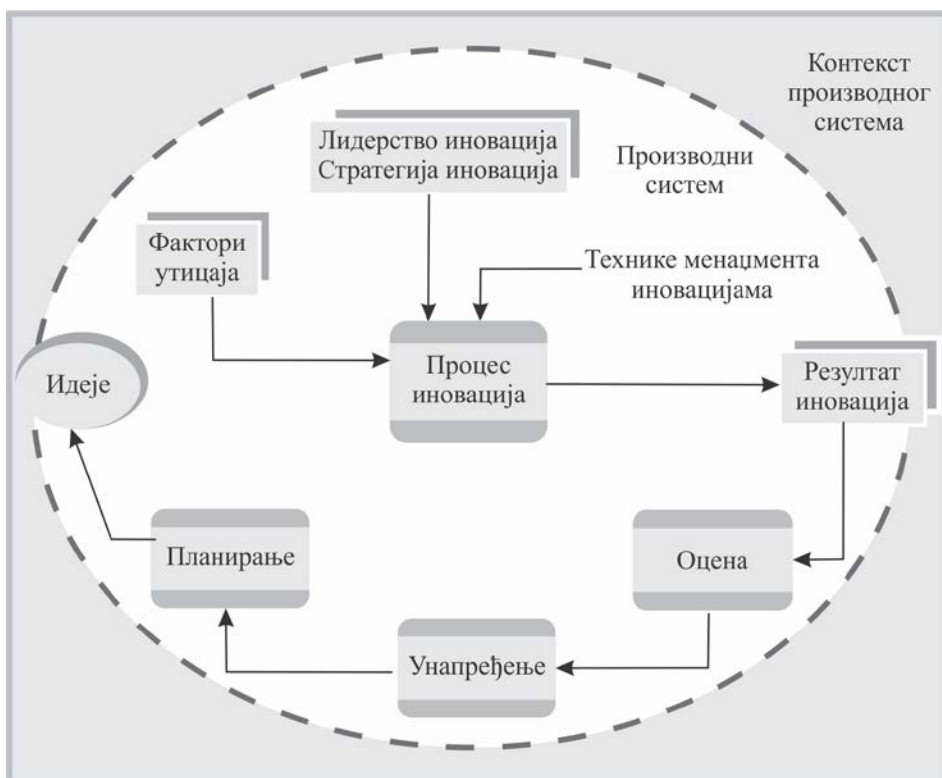 Контекст
производног
система
Лидерство иновација
Стратегија иновација
Производни
систем
Фактори
утицаја
Технике менаџмента
иновацијама
Идеје
Процес
иновација
Резултат
иновација
Планирање
Оцена
Унапређење